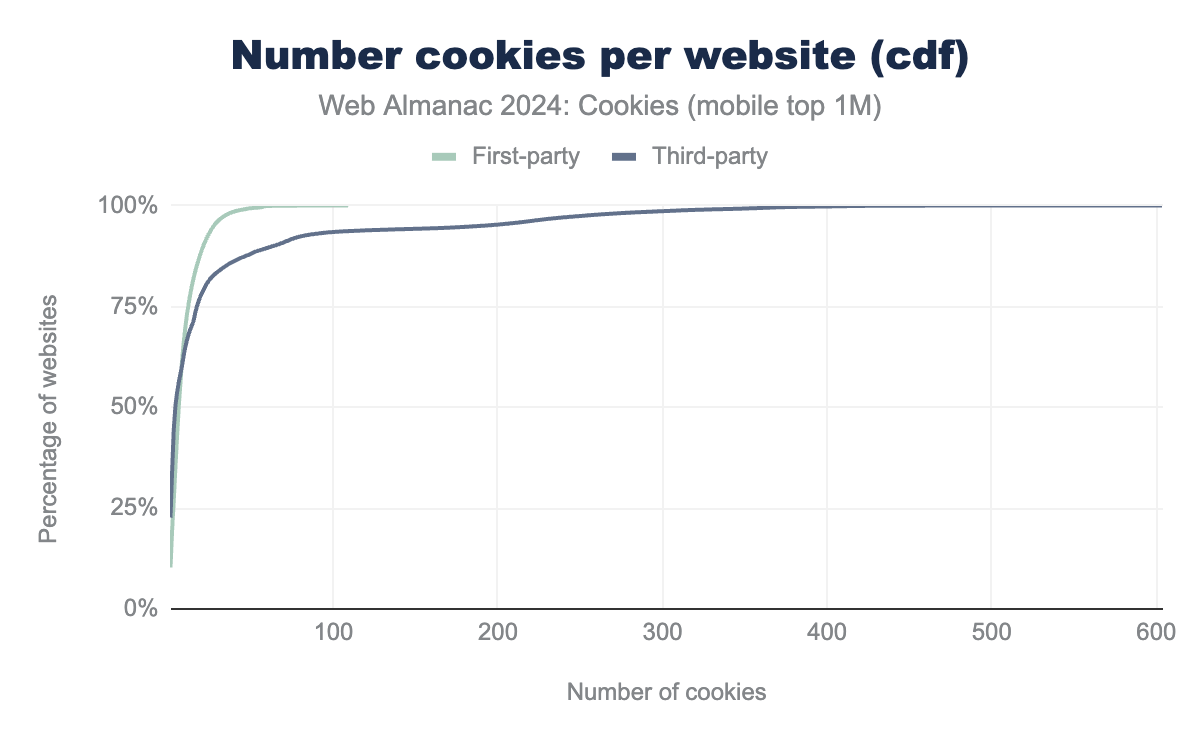 Number cookies per website (cdf)
Web Almanac 2024: Cookies (mobile top 1M)
First-party
Third-party
100%
75%
50%
25%
0%
Percentage of websites
100
200
300
400
500
600
Number of cookies